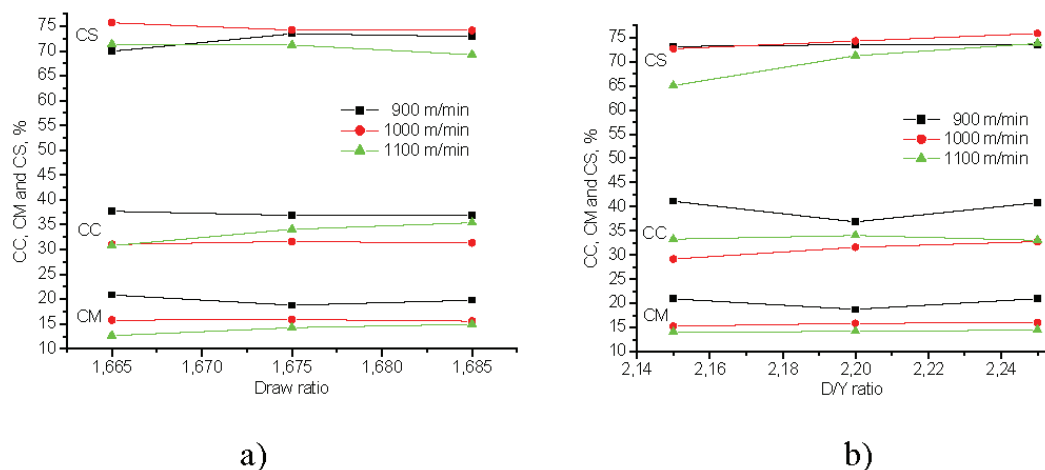 75
70
65
60
55
50
45
40
35
30
25
20
15
10
CC, CM and CS, %
CS
CC
CM
900 m/min
1000 m/min
1100 m/min
1,665
1,670
1,675
1,680
1,685
Draw ratio
a)
75
70
65
60
55
50
45
40
35
30
25
20
15
10
CC, CM and CS, %
CS
CC
CM
900 m/min
1000 m/min
1100 m/min
2,14
2,16
2,18
2,20
2,22
2,24
D/Y ratio
b)